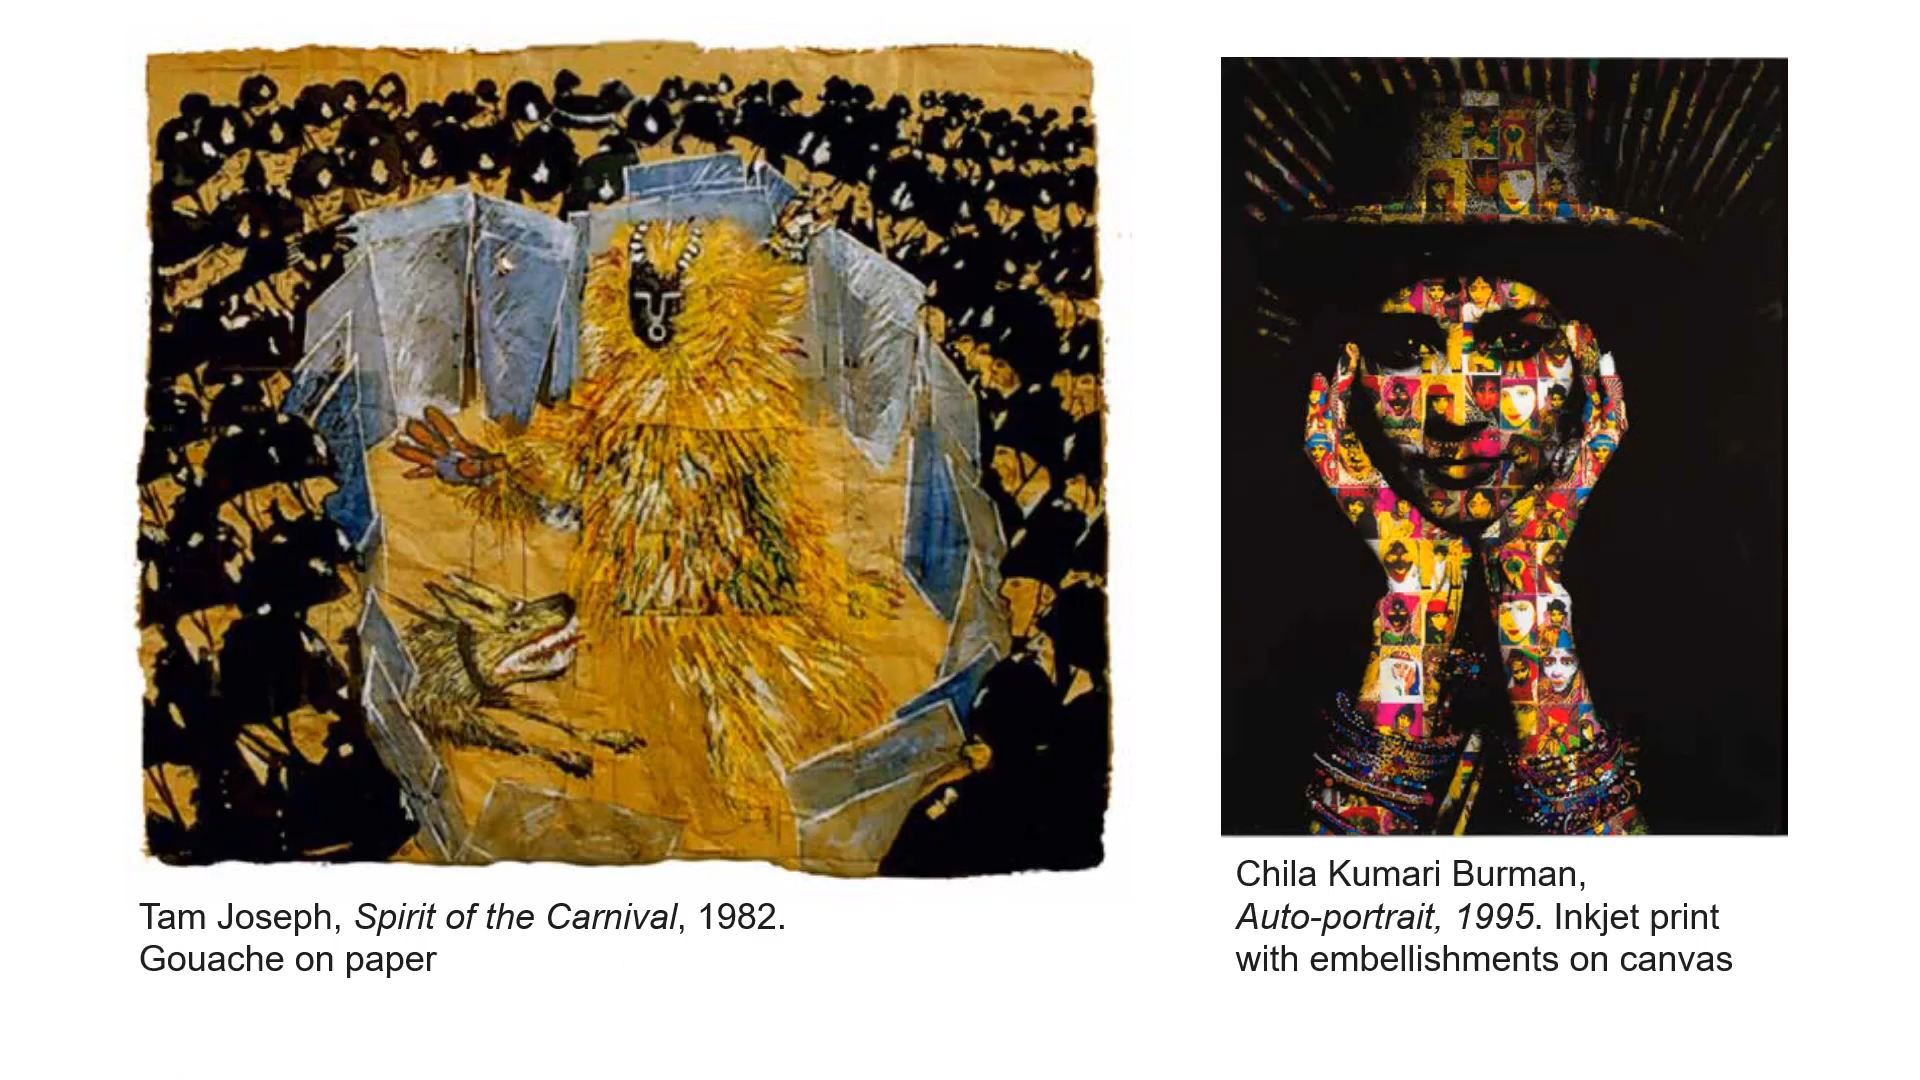 Tam Joseph, Spirit of the Carnival, 1982.
Gouache on paper
Chila Kumari Burman,
Auto-portrait, 1995. Inkjet print
with embellishments on canvas